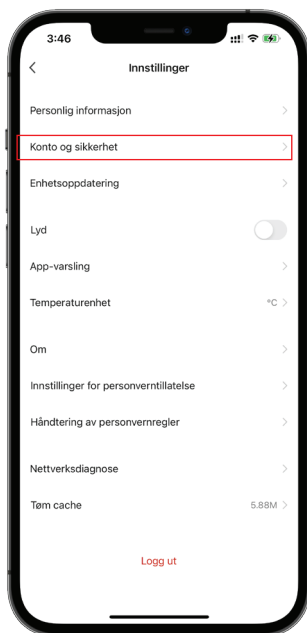 3:46
Innstillinger
Personlig informasjon
Konto og sikkerhet
Enhetsoppdatering
Lyd
App-varsling
Temperaturenhet °C
Om
Innstillinger for personverntillatelse
Håndtering av personvernregler
Nettverksdiagnose
Tøm cache 5.88M
Logg ut